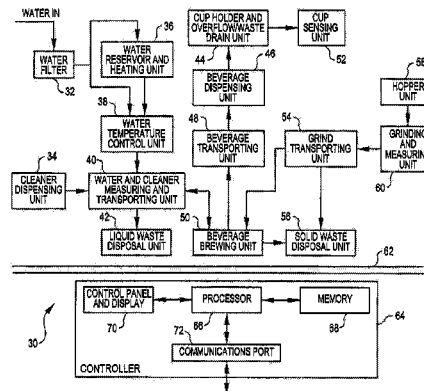 WATER IN
WATER
FILTER
32
36
WATER
RESERVOIR AND
HEATING UNIT
38
WATER
TEMPERATURE
CONTROL UNIT
34
CLEANER
DISPENSING
UNIT
40
WATER AND CLEANER
MEASURING AND
TRANSPORTING UNIT
42
LIQUID WASTE
DISPOSAL UNIT
CUP HOLDER AND
OVERFLOW/WASTE
DRAIN UNIT
44
CUP
SENSING
UNIT
52
46
BEVERAGE
DISPENSING
UNIT
48
BEVERAGE
TRANSPORTING
UNIT
50
BEVERAGE
BREWING UNIT
54
GRIND
TRANSPORTING
UNIT
HOPPER
UNIT
GRINDING
AND
MEASURING
UNIT
60
SOLID WASTE
DISPOSAL UNIT
62
CONTROL PANEL
AND DISPLAY
70
PROCESSOR
66
MEMORY
68
64
72
COMMUNICATIONS PORT
30
CONTROLLER